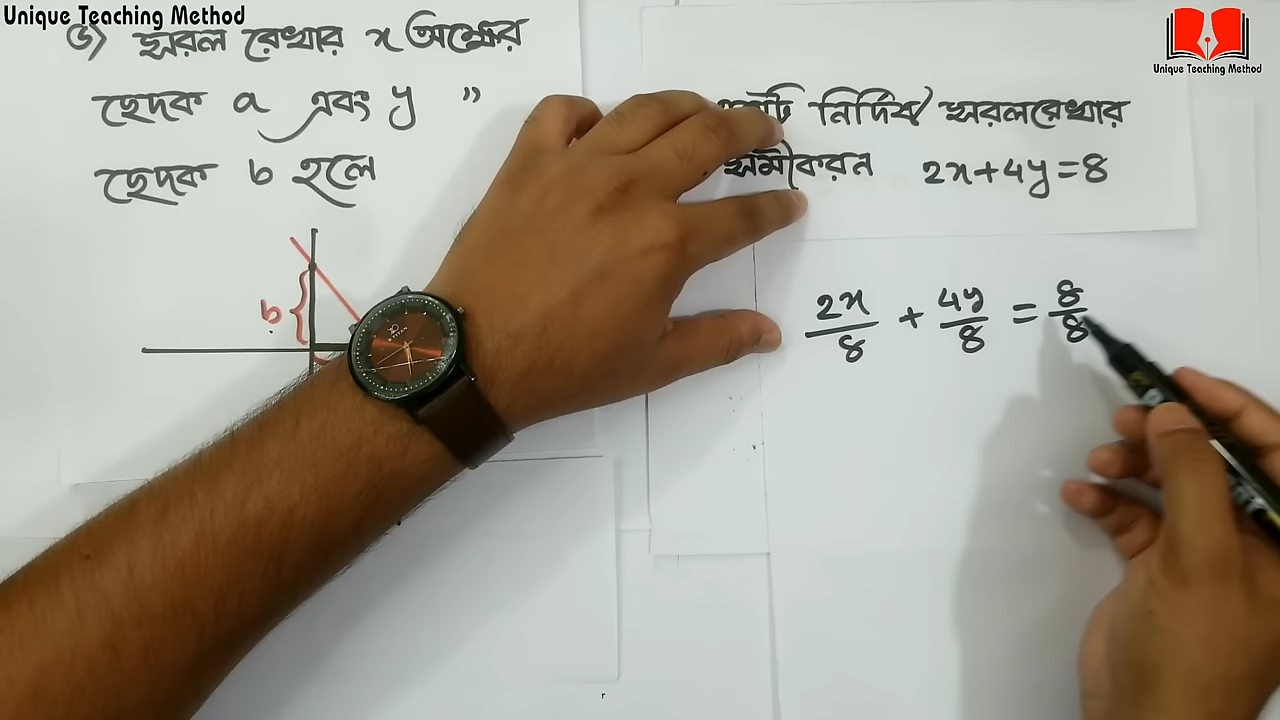 Unique Teaching Method
৩) সরল রেখার x অক্ষের
ছেদক a এবং y "
ছেদক b হলে
b
নির্দিষ্ট সরলরেখার
সমীকরন 2x+4y=8
2x/8 + 4y/8 = 8/8
Unique Teaching Method